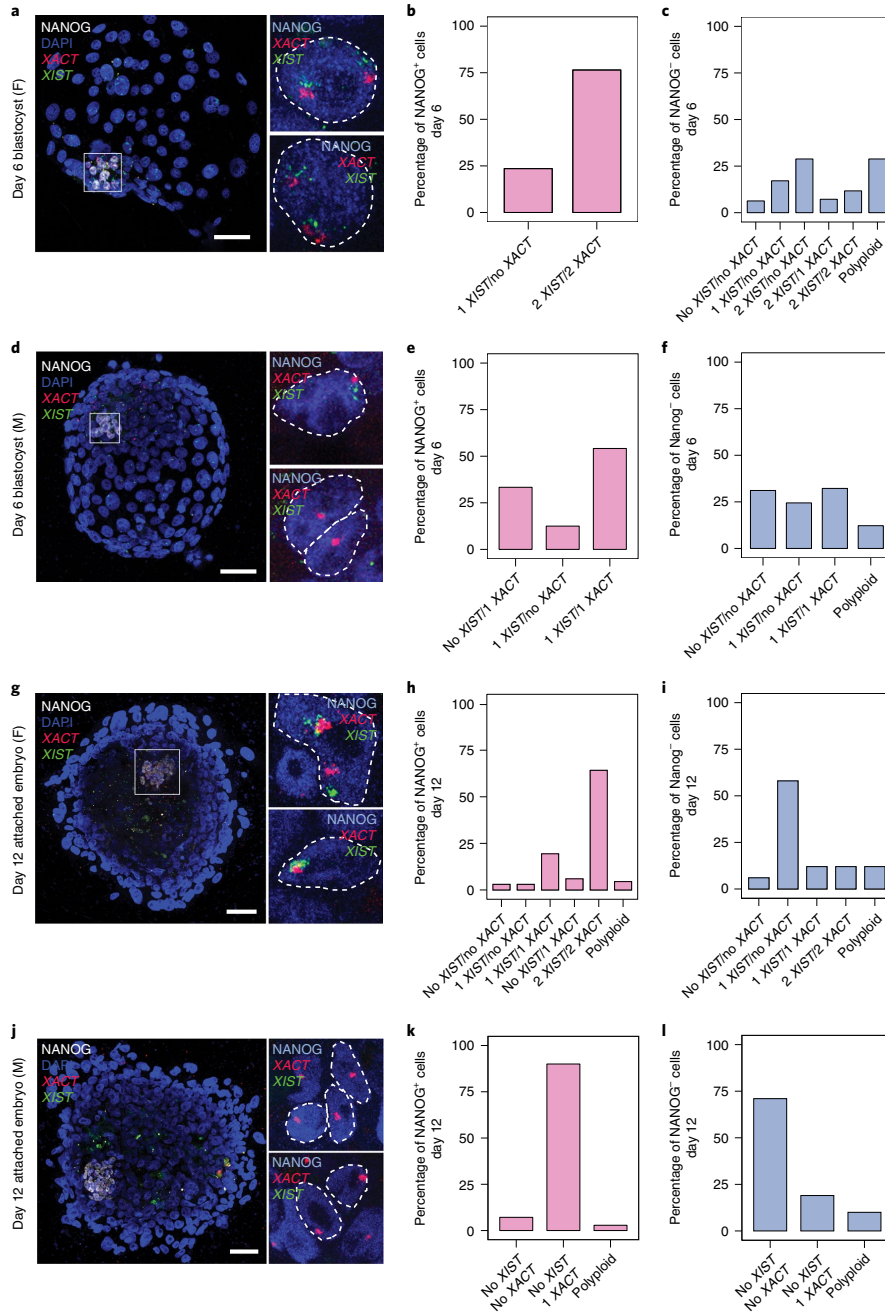 a
Day 6 blastocyst (F)
NANOG
DAPI
XACT
XIST
NANOG
XACT
XIST
NANOG
XACT
XIST
b
Percentage of NANOG+ cells
day 6
100
75
50
25
0
1 XIST/no XACT
2 XIST/2 XACT
c
Percentage of NANOG− cells
day 6
100
75
50
25
0
No XIST/no XACT
1 XIST/no XACT
2 XIST/no XACT
2 XIST/1 XACT
2 XIST/2 XACT
Polyploid
d
Day 6 blastocyst (M)
NANOG
DAPI
XACT
XIST
NANOG
XACT
XIST
NANOG
XACT
XIST
e
Percentage of NANOG+ cells
day 6
100
75
50
25
0
No XIST/1 XACT
1 XIST/no XACT
1 XIST/1 XACT
f
Percentage of Nanog− cells
day 6
100
75
50
25
0
No XIST/no XACT
1 XIST/no XACT
1 XIST/1 XACT
Polyploid
g
Day 12 attached embryo (F)
NANOG
DAPI
XACT
XIST
NANOG
XACT
XIST
NANOG
XACT
XIST
h
Percentage of NANOG+ cells
day 12
100
75
50
25
0
No XIST/no XACT
1 XIST/no XACT
1 XIST/1 XACT
No XIST/1 XACT
2 XIST/2 XACT
Polyploid
i
Percentage of Nanog− cells
day 12
100
75
50
25
0
No XIST/no XACT
1 XIST/no XACT
1 XIST/1 XACT
2 XIST/2 XACT
Polyploid
j
Day 12 attached embryo (M)
NANOG
DAPI
XACT
XIST
NANOG
XACT
XIST
NANOG
XACT
XIST
k
Percentage of NANOG+ cells
day 12
100
75
50
25
0
No XIST
No XACT
No XIST
1 XACT
Polyploid
l
Percentage of NANOG− cells
day 12
100
75
50
25
0
No XIST
No XACT
No XIST
1 XACT
Polyploid